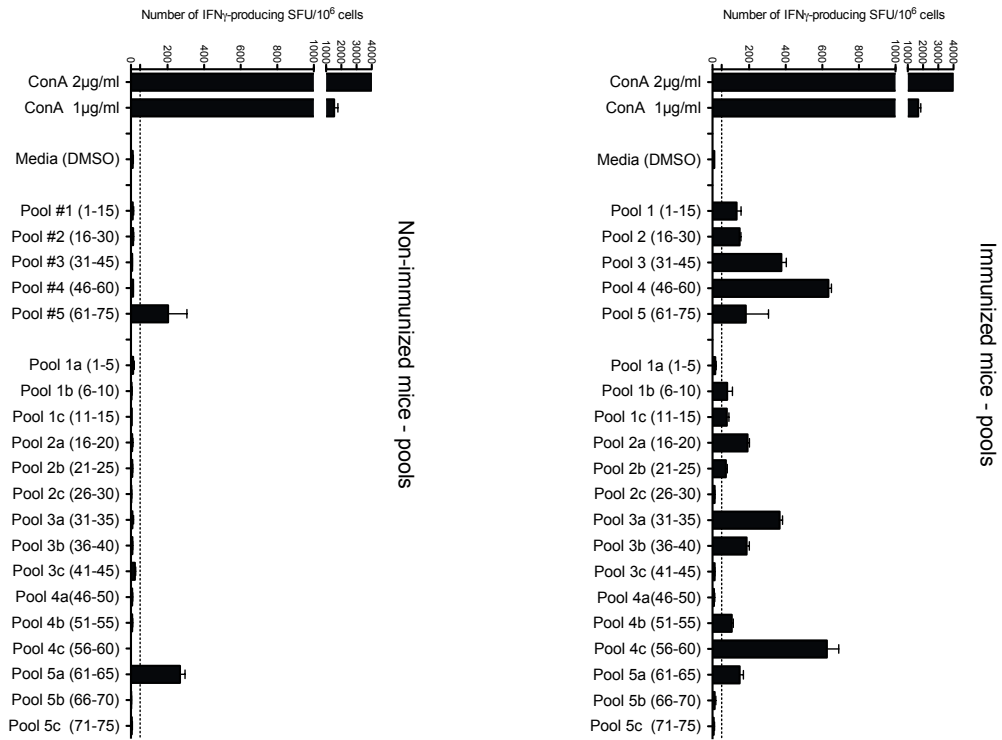 Number of IFNγ-producing SFU/10⁶ cells
0
200
400
600
800
1000
1000
2000
3000
4000
ConA 2μg/ml
ConA 1μg/ml
Media (DMSO)
Pool #1 (1-15)
Pool #2 (16-30)
Pool #3 (31-45)
Pool #4 (46-60)
Pool #5 (61-75)
Pool 1a (1-5)
Pool 1b (6-10)
Pool 1c (11-15)
Pool 2a (16-20)
Pool 2b (21-25)
Pool 2c (26-30)
Pool 3a (31-35)
Pool 3b (36-40)
Pool 3c (41-45)
Pool 4a(46-50)
Pool 4b (51-55)
Pool 4c (56-60)
Pool 5a (61-65)
Pool 5b (66-70)
Pool 5c (71-75)
Non-immunized mice - pools
Number of IFNγ-producing SFU/10⁶ cells
0
200
400
600
800
1000
1000
2000
3000
4000
ConA 2μg/ml
ConA 1μg/ml
Media (DMSO)
Pool 1 (1-15)
Pool 2 (16-30)
Pool 3 (31-45)
Pool 4 (46-60)
Pool 5 (61-75)
Pool 1a (1-5)
Pool 1b (6-10)
Pool 1c (11-15)
Pool 2a (16-20)
Pool 2b (21-25)
Pool 2c (26-30)
Pool 3a (31-35)
Pool 3b (36-40)
Pool 3c (41-45)
Pool 4a(46-50)
Pool 4b (51-55)
Pool 4c (56-60)
Pool 5a (61-65)
Pool 5b (66-70)
Pool 5c (71-75)
Immunized mice - pools